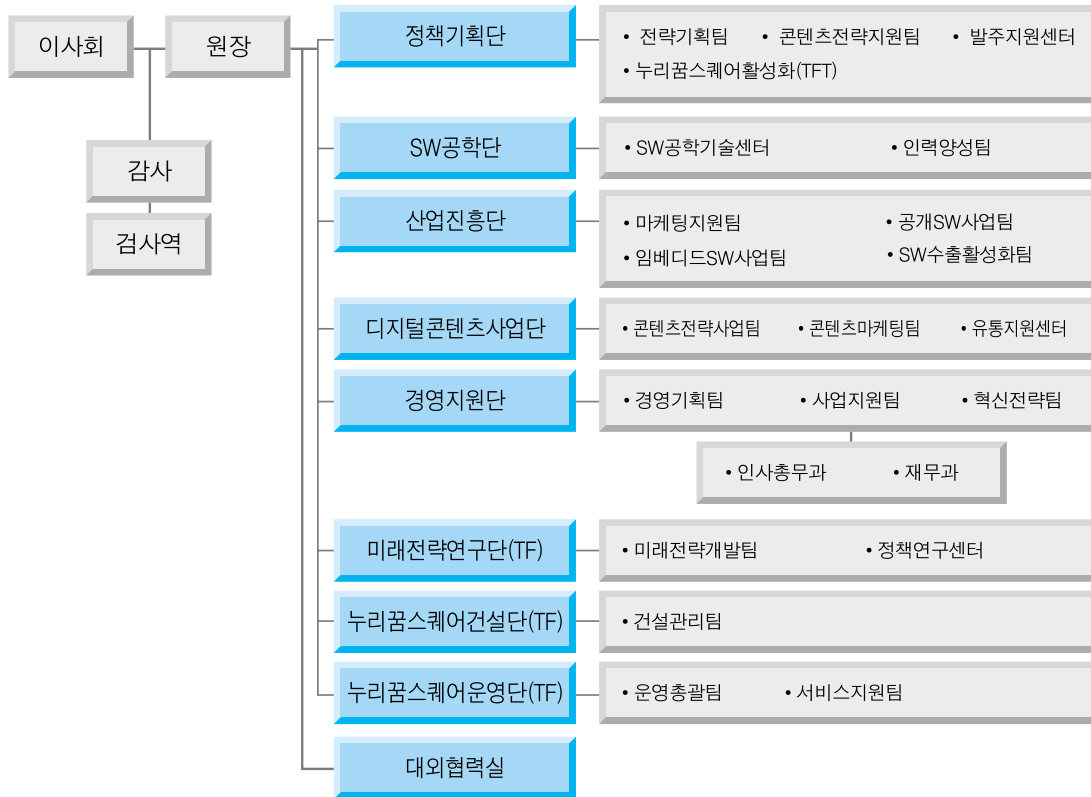 이사회
원장
감사
검사역
정책기획단
• 전략기획팀 • 콘텐츠전략지원팀 • 발주지원센터
• 누리꿈스퀘어활성화(TFT)
SW공학단
• SW공학기술센터 • 인력양성팀
산업진흥단
• 마케팅지원팀 • 공개SW사업팀
• 임베디드SW사업팀 • SW수출활성화팀
디지털콘텐츠사업단
• 콘텐츠전략사업팀 • 콘텐츠마케팅팀 • 유통지원센터
경영지원단
• 경영기획팀 • 사업지원팀 • 혁신전략팀
• 인사총무과 • 재무과
미래전략연구단(TF)
• 미래전략개발팀 • 정책연구센터
누리꿈스퀘어건설단(TF)
• 건설관리팀
누리꿈스퀘어운영단(TF)
• 운영총괄팀 • 서비스지원팀
대외협력실